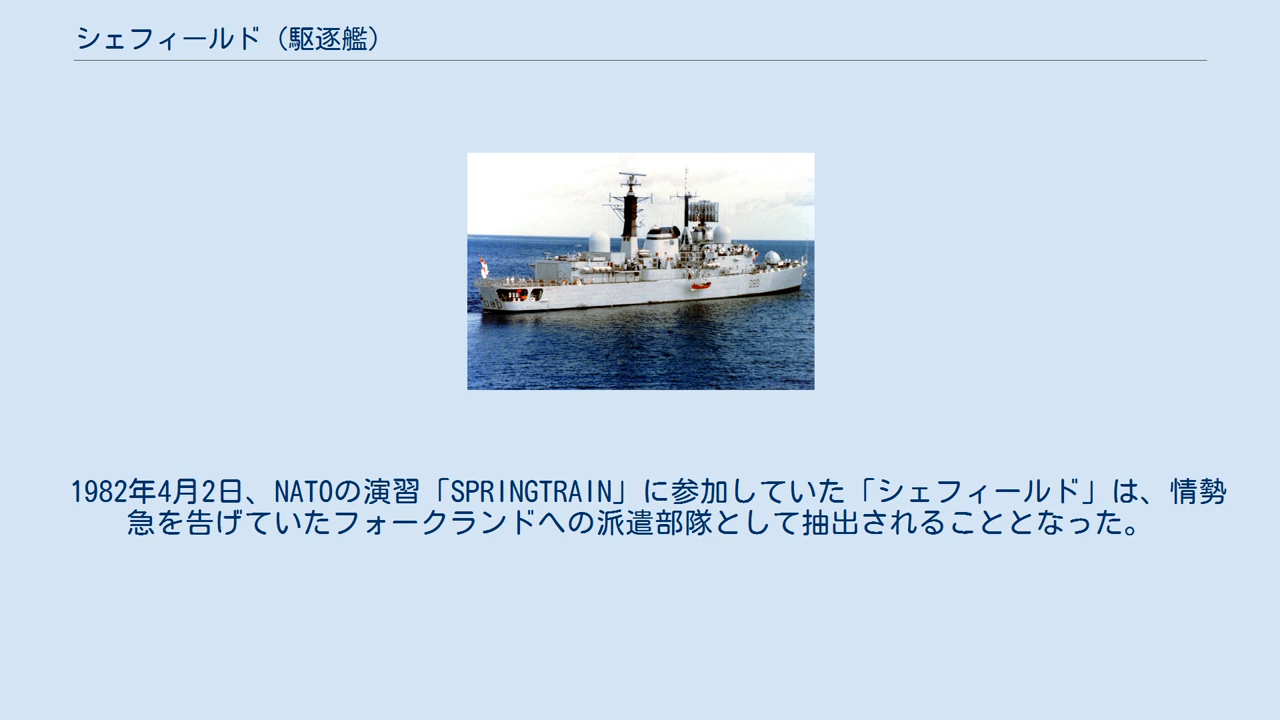 シェフィールド（駆逐艦）
1982年4月2日、NATOの演習「SPRINGTRAIN」に参加していた「シェフィールド」は、情勢
急を告げていたフォークランドへの派遣部隊として抽出されることとなった。